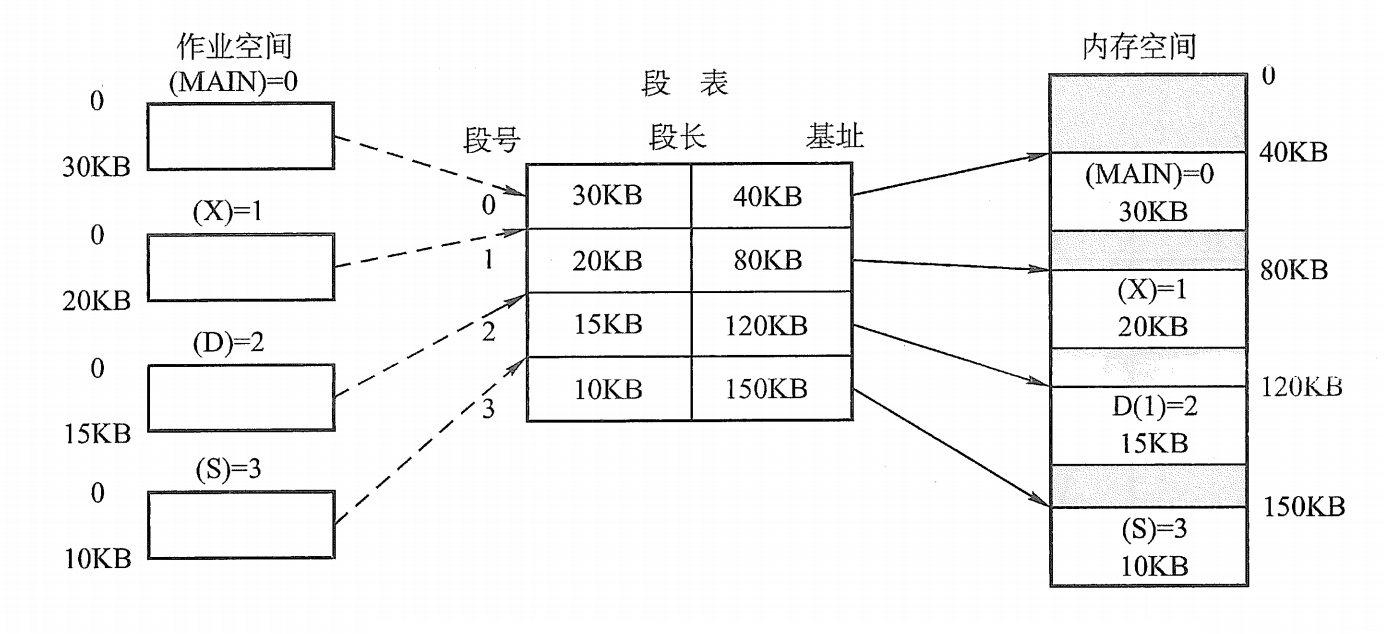 作业空间
(MAIN)=0
0
30KB
(X)=1
0
20KB
(D)=2
0
15KB
(S)=3
0
10KB
段 表
段号 段长 基址
0 30KB 40KB
1 20KB 80KB
2 15KB 120KB
3 10KB 150KB
内存空间
0
40KB
(MAIN)=0
30KB
80KB
(X)=1
20KB
120KB
D(1)=2
15KB
150KB
(S)=3
10KB